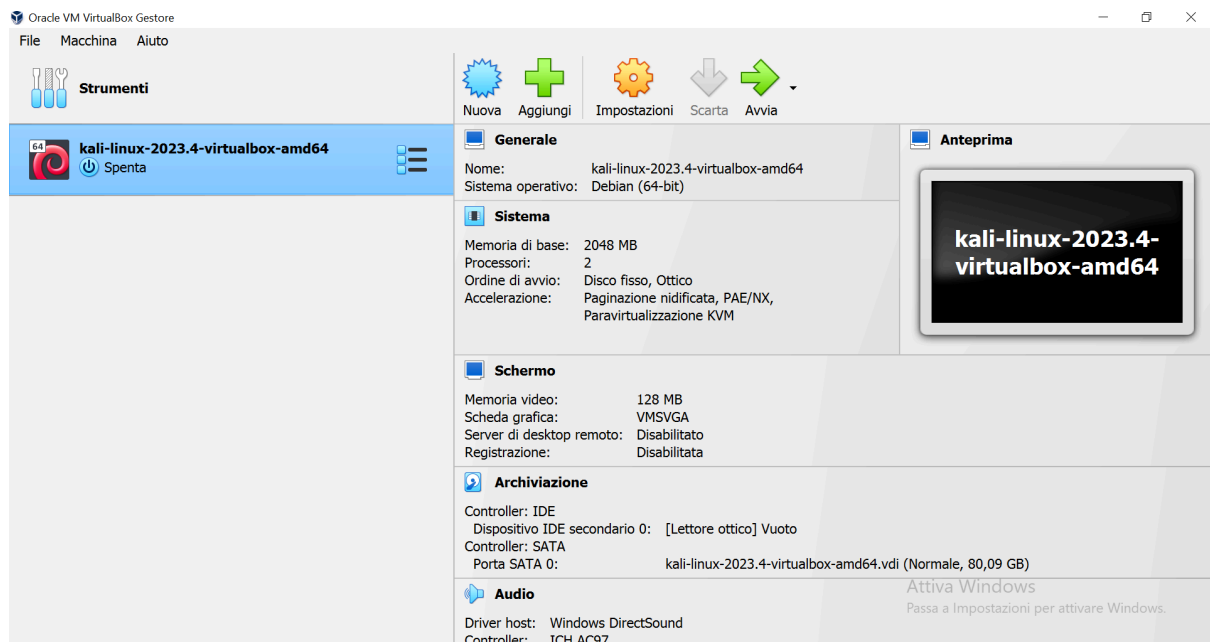 Oracle VM VirtualBox Gestore
File Macchina Aiuto
Strumenti
64
kali-linux-2023.4-virtualbox-amd64
Spenta
Nuova Aggiungi Impostazioni Scarta Avvia
Generale
Nome: kali-linux-2023.4-virtualbox-amd64
Sistema operativo: Debian (64-bit)
Sistema
Memoria di base: 2048 MB
Processori: 2
Ordine di avvio: Disco fisso, Ottico
Accelerazione: Paginazione nidificata, PAE/NX,
Paravirtualizzazione KVM
Anteprima
kali-linux-2023.4-
virtualbox-amd64
Schermo
Memoria video: 128 MB
Scheda grafica: VMSVGA
Server di desktop remoto: Disabilitato
Registrazione: Disabilitata
Archiviazione
Controller: IDE
Dispositivo IDE secondario 0: [Lettore ottico] Vuoto
Controller: SATA
Porta SATA 0: kali-linux-2023.4-virtualbox-amd64.vdi (Normale, 80,09 GB)
Audio
Driver host: Windows DirectSound
Controller: ICH AC97
Attiva Windows
Passa a Impostazioni per attivare Windows.